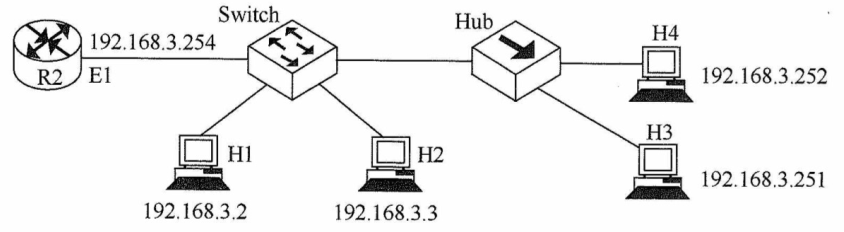 Switch
Hub
192.168.3.254
R2
E1
H4
192.168.3.252
H3
192.168.3.251
H1
192.168.3.2
H2
192.168.3.3